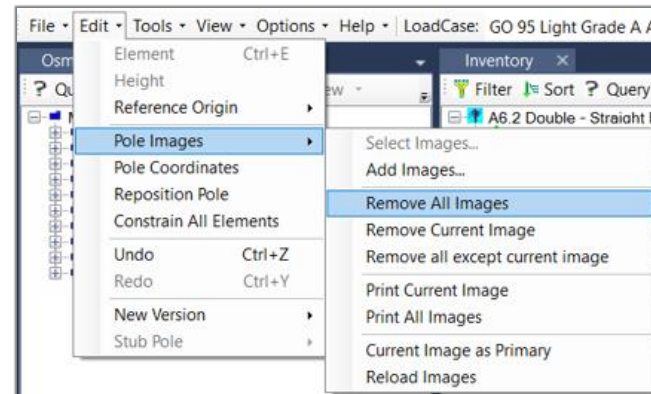 File Edit Tools View Options Help LoadCase: GO 95 Light Grade A
Inventory
Filter Sort ? Query
A6.2 Double - Straight
Element Ctrl+E
Height
Reference Origin
Pole Images
Pole Coordinates
Reposition Pole
Constrain All Elements
Undo Ctrl+Z
Redo Ctrl+Y
New Version
Stub Pole
Select Images...
Add Images...
Remove All Images
Remove Current Image
Remove all except current image
Print Current Image
Print All Images
Current Image as Primary
Reload Images